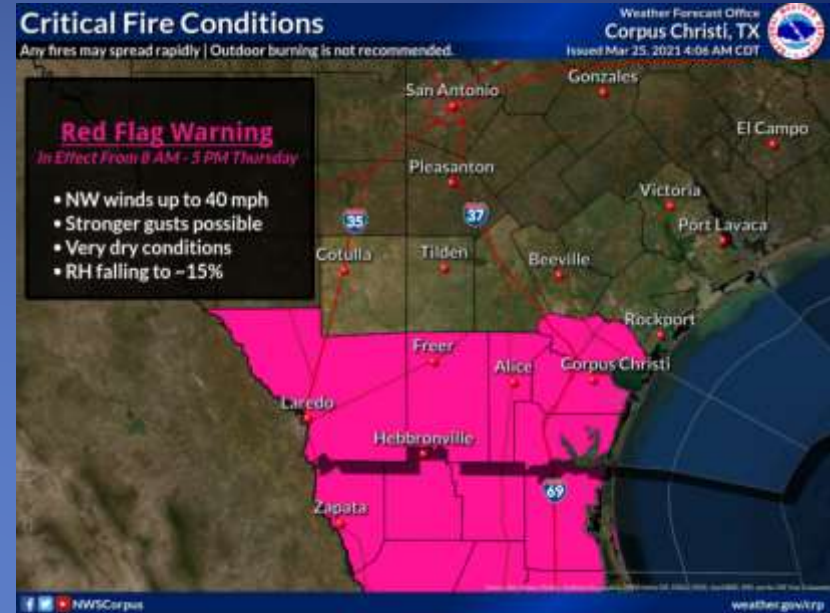 Critical Fire Conditions
Any fires may spread rapidly | Outdoor burning is not recommended.
Weather Forecast Office
Corpus Christi, TX
Issued Mar 25, 2021 4:06 AM CDT
Red Flag Warning
In Effect From 8 AM - 5 PM Thursday
• NW winds up to 40 mph
• Stronger gusts possible
• Very dry conditions
• RH falling to ~15%
San Antonio
Gonzales
El Campo
Pleasanton
Victoria
35
37
Port Lavaca
Cotulla
Tilden
Beeville
Rockport
Freer
Alice
Corpus Christi
Laredo
Hebbronville
69
Zapata
NWSCorpus
weather.gov/crp